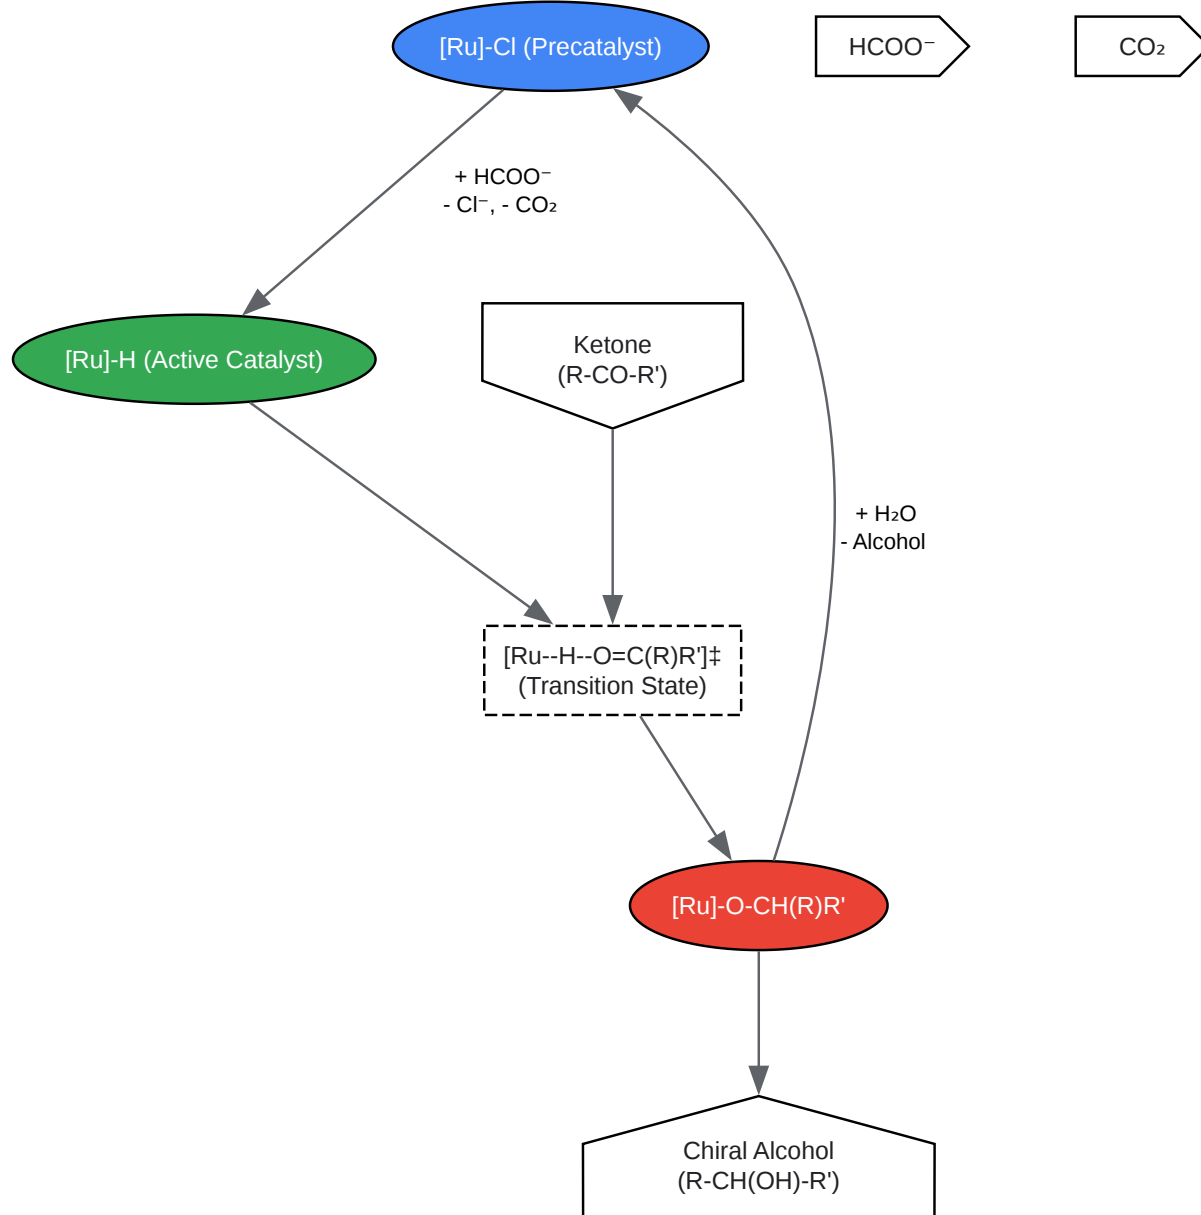 [Ru]-Cl (Precatalyst)
HCOO⁻
CO₂
+ HCOO⁻
- Cl⁻, - CO₂
[Ru]-H (Active Catalyst)
Ketone
(R-CO-R')
+ H₂O
- Alcohol
[Ru--H--O=C(R)R']‡
(Transition State)
[Ru]-O-CH(R)R'
Chiral Alcohol
(R-CH(OH)-R')